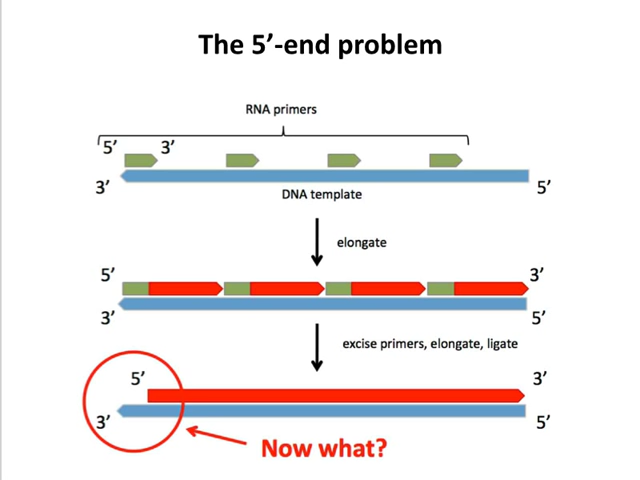 The 5’-end problem
RNA primers
5’ 3’
3’ 5’
DNA template
elongate
5’ 3’
3’ 5’
excise primers, elongate, ligate
5’ 3’
3’ 5’
Now what?